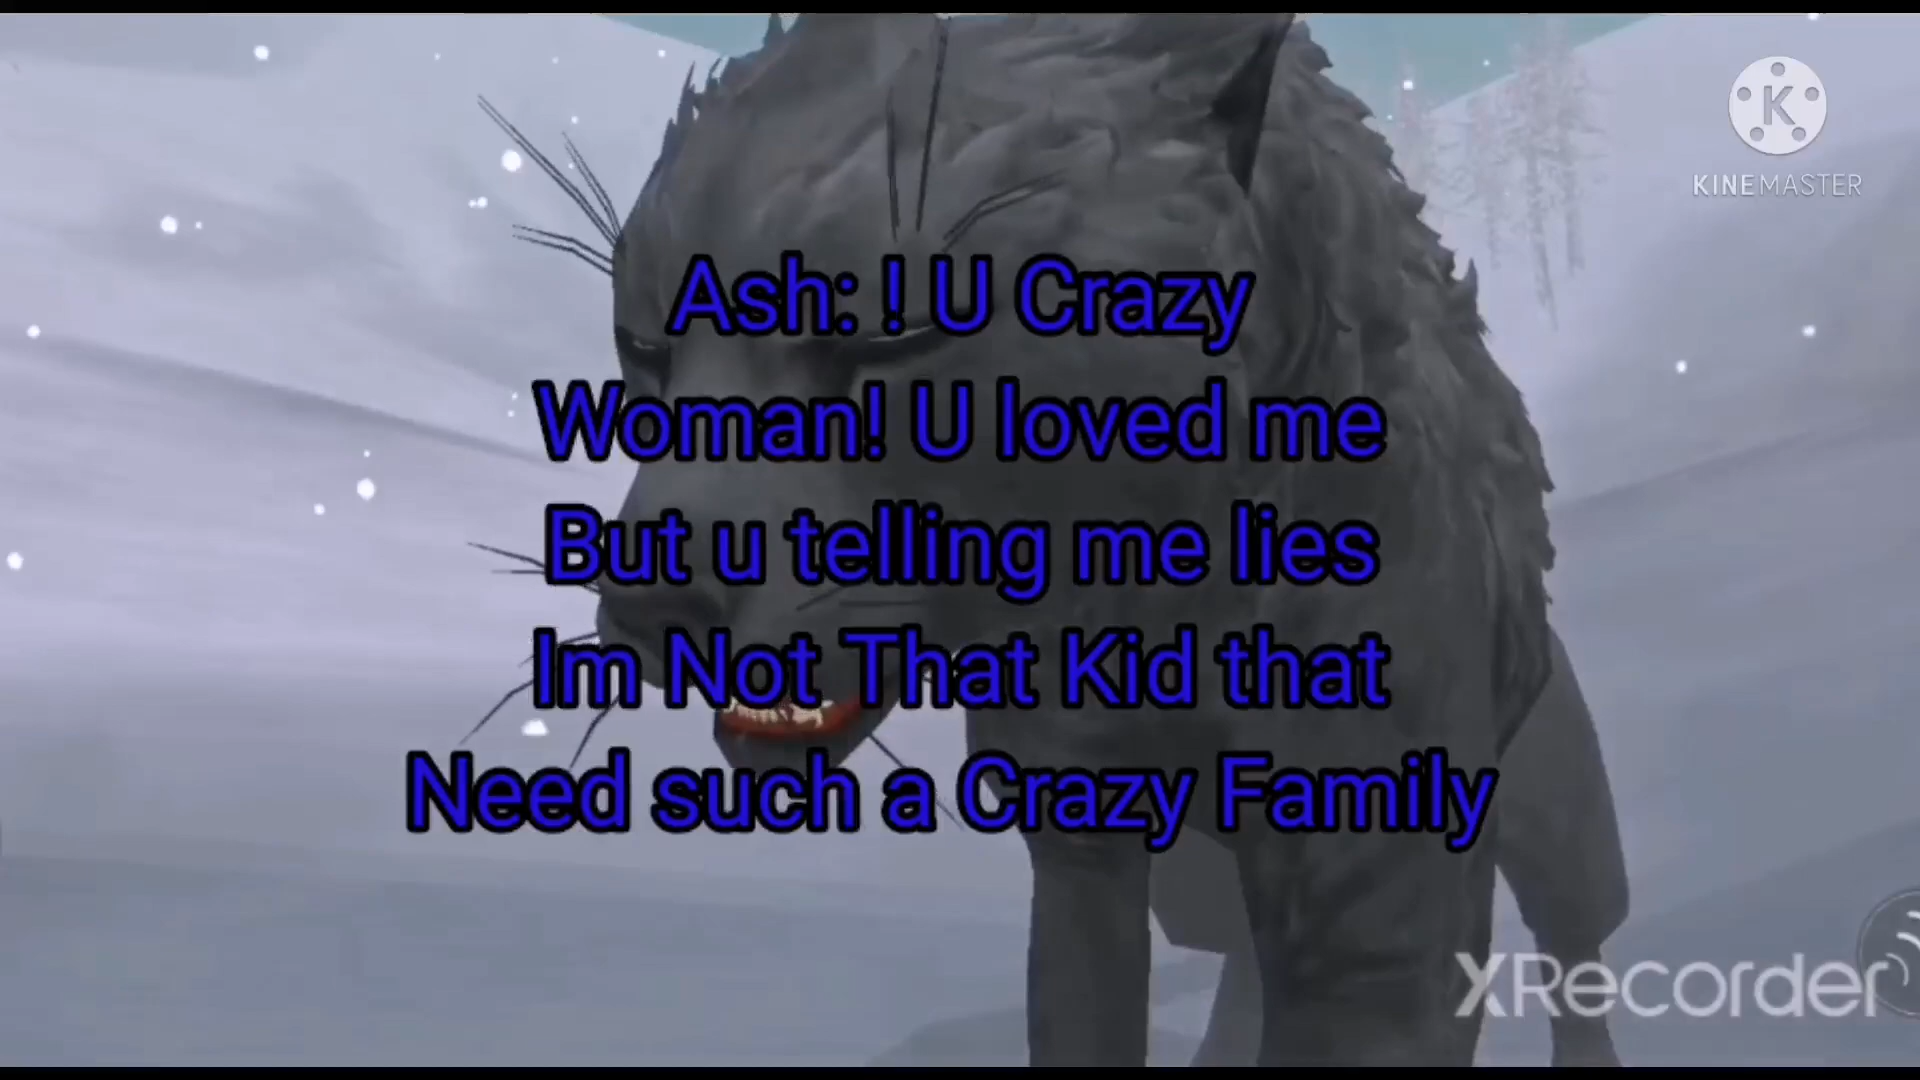 K
KINEMASTER
Ash: ! U Crazy
Woman! U loved me
But u telling me lies
Im Not That Kid that
Need such a Crazy Family
XRecorder